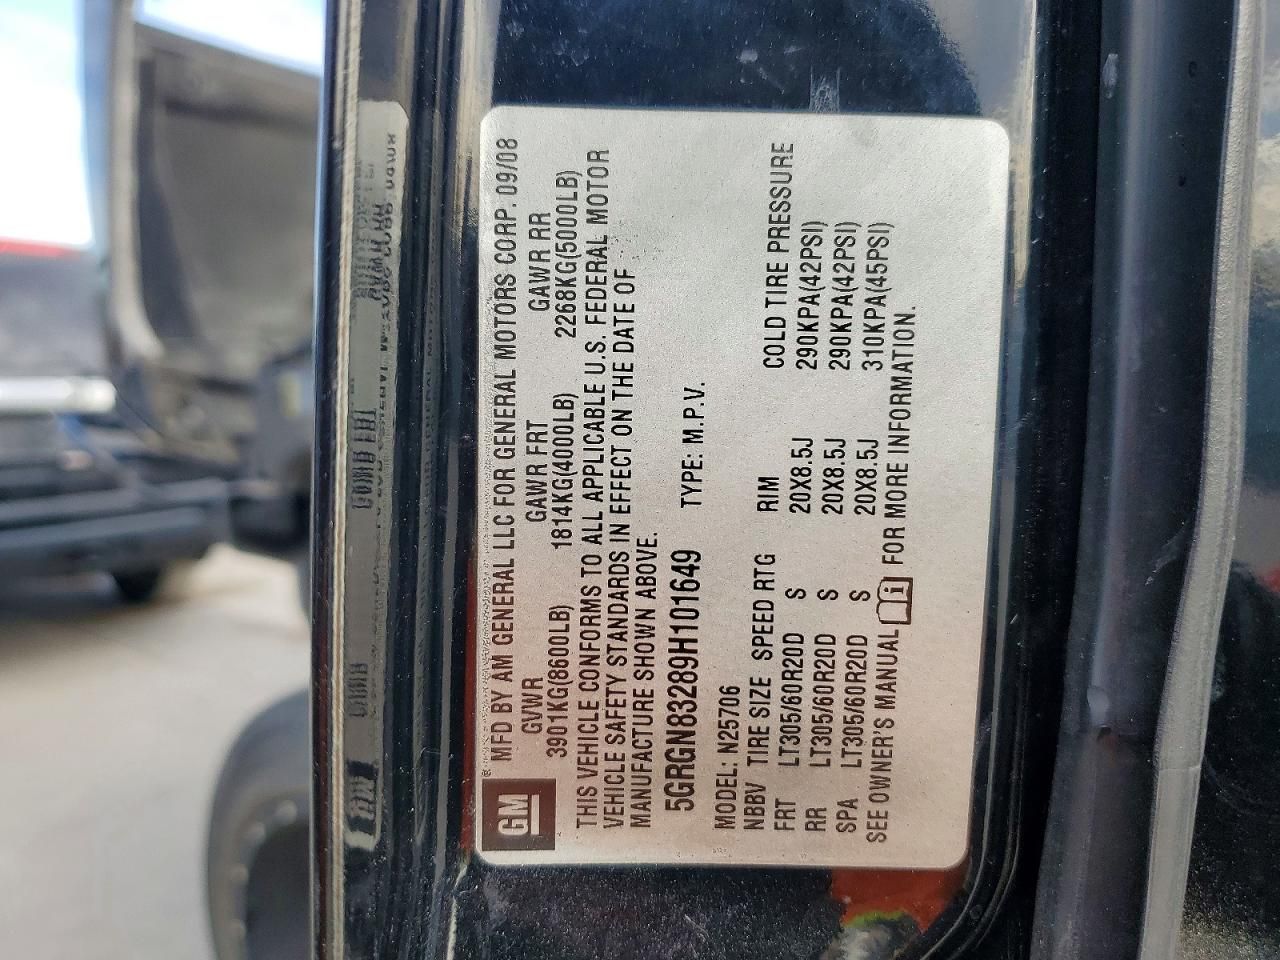 GM
MFD BY AM GENERAL LLC FOR GENERAL MOTORS CORP. 09/08
GVWR GAWR FRT GAWR RR
3901KG(8600LB) 1814KG(4000LB) 2268KG(5000LB)
THIS VEHICLE CONFORMS TO ALL APPLICABLE U.S. FEDERAL MOTOR
VEHICLE SAFETY STANDARDS IN EFFECT ON THE DATE OF
MANUFACTURE SHOWN ABOVE.
5GRGN83289H101649 TYPE: M.P.V.
MODEL: N25706
NBBV TIRE SIZE SPEED RTG RIM COLD TIRE PRESSURE
FRT LT305/60R20D S 20X8.5J 290KPA(42PSI)
RR LT305/60R20D S 20X8.5J 290KPA(42PSI)
SPA LT305/60R20D S 20X8.5J 310KPA(45PSI)
SEE OWNER'S MANUAL i FOR MORE INFORMATION.